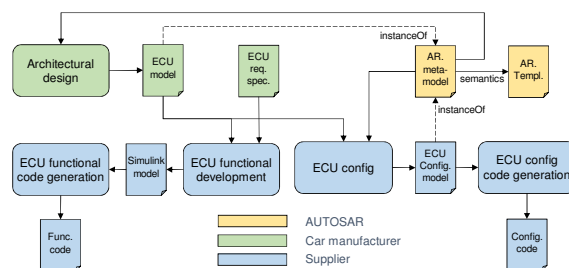 instanceOf
Architectural
design
ECU
model
ECU
req.
spec.
AR.
meta-
model
semantics
AR.
Templ.
instanceOf
ECU functional
code generation
Simulink
model
ECU functional
development
ECU config
ECU
Config.
model
ECU config
code generation
Func.
code
AUTOSAR
Car manufacturer
Supplier
Config.
code